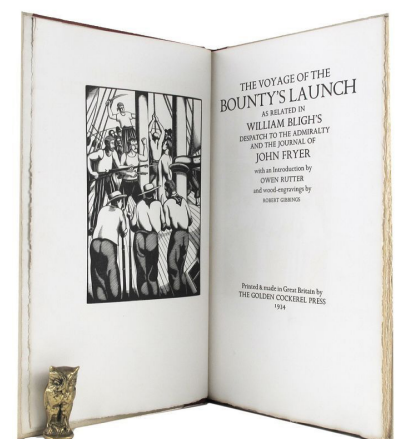 THE VOYAGE OF THE
BOUNTY'S LAUNCH
AS RELATED IN
WILLIAM BLIGH'S
DESPATCH TO THE ADMIRALTY
AND THE JOURNAL OF
JOHN FRYER
with an Introduction by
OWEN RUTTER
and wood-engravings by
ROBERT GIBBINGS
Printed & made in Great Britain by
THE GOLDEN COCKEREL PRESS
1934